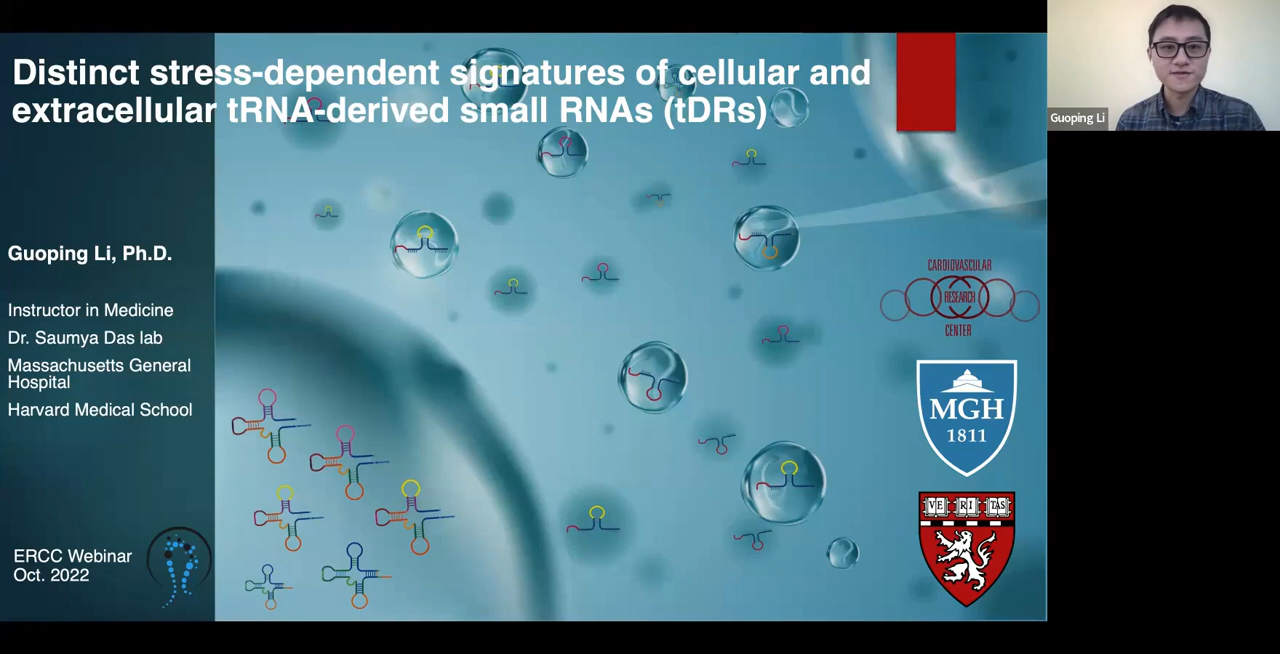 Distinct stress-dependent signatures of cellular and
extracellular tRNA-derived small RNAs (tDRs)
Guoping Li
Guoping Li, Ph.D.
Instructor in Medicine
Dr. Saumya Das lab
Massachusetts General
Hospital
Harvard Medical School
ERCC Webinar
Oct. 2022
CARDIOVASCULAR
RESEARCH
CENTER
MGH
1811
VE RI TAS